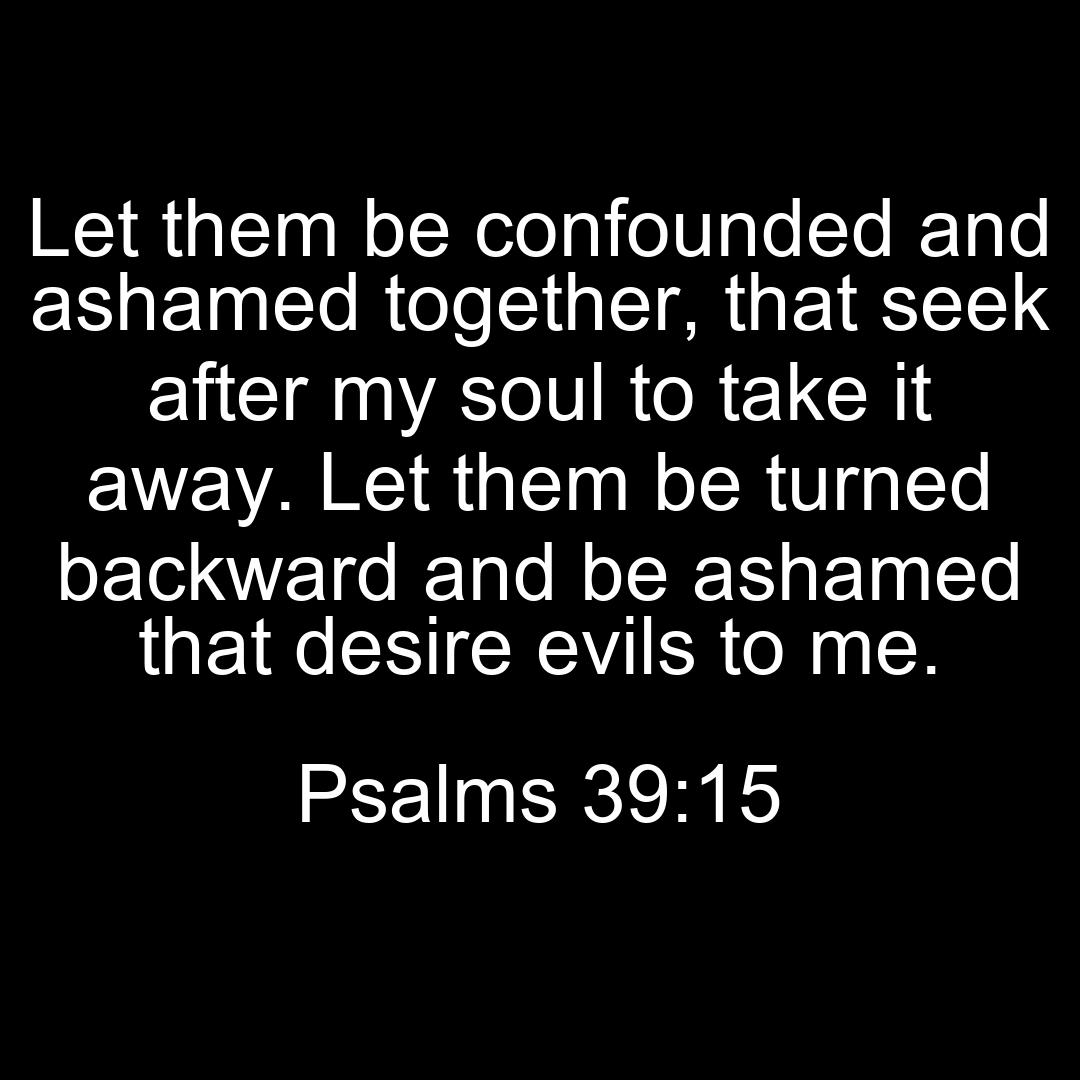 Let them be confounded and
ashamed together, that seek
after my soul to take it
away. Let them be turned
backward and be ashamed
that desire evils to me.
Psalms 39:15